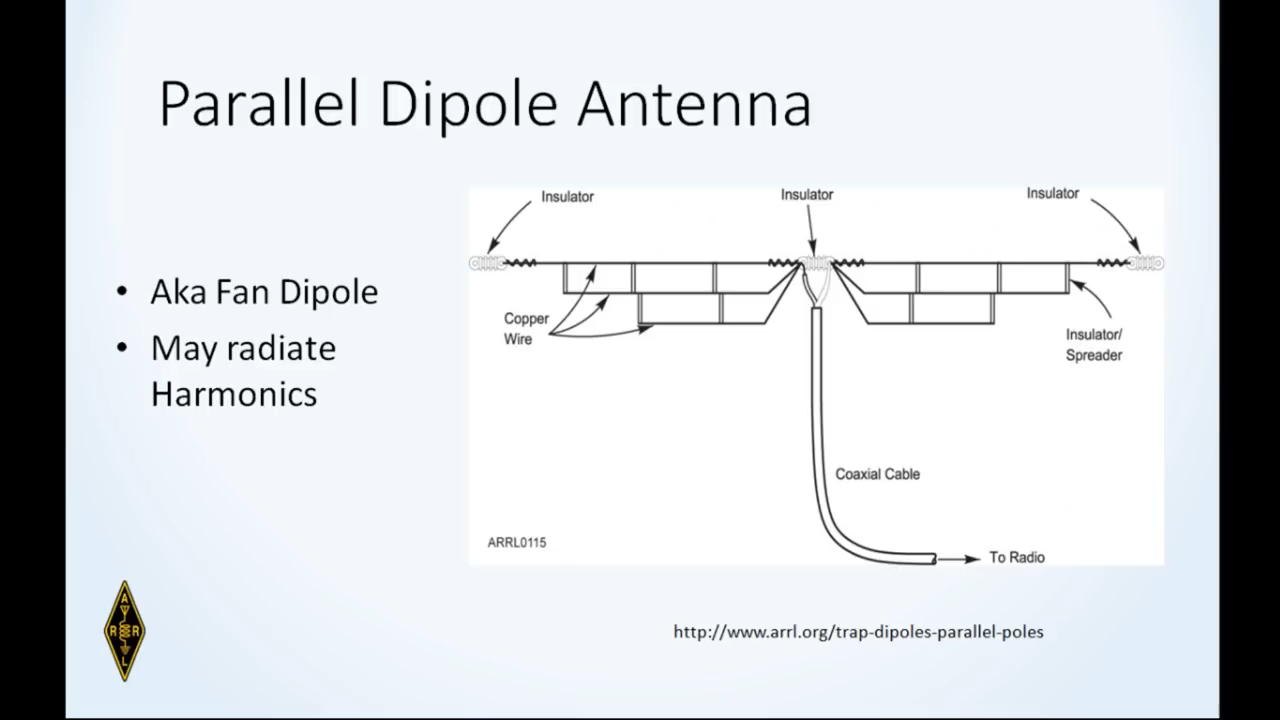 Parallel Dipole Antenna
• Aka Fan Dipole
• May radiate
Harmonics
Insulator
Insulator
Insulator
Copper
Wire
Insulator/
Spreader
Coaxial Cable
ARRL0115
To Radio
A
R R
L
http://www.arrl.org/trap-dipoles-parallel-poles